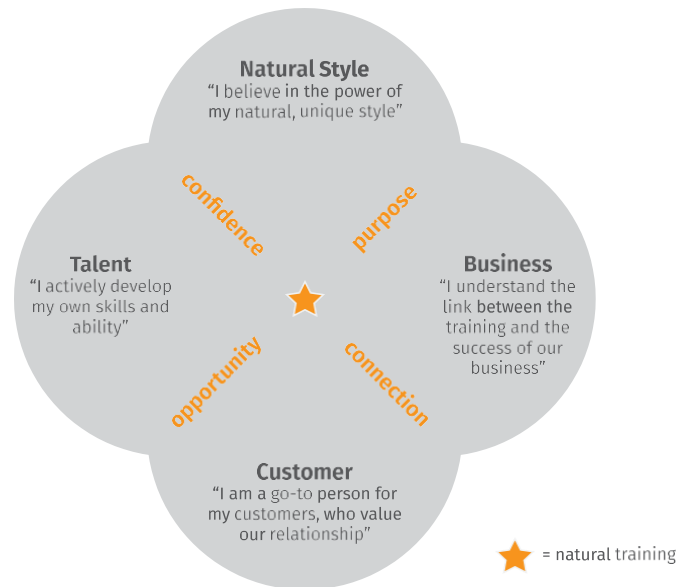 Natural Style
“I believe in the power of
my natural, unique style”
confidence
purpose
Talent
“I actively develop
my own skills and
ability”
Business
“I understand the
link between the
training and the
success of our
business”
opportunity
connection
Customer
“I am a go-to person for
my customers, who value
our relationship”
= natural training